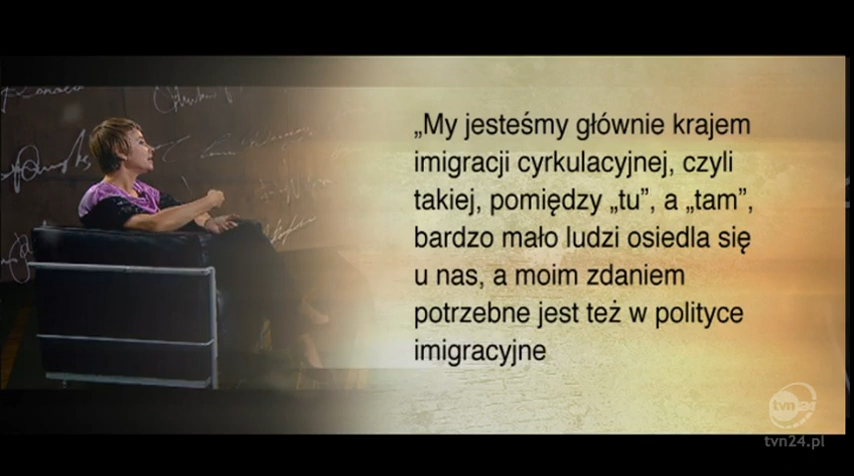 „My jesteśmy głównie krajem
imigracji cyrkulacyjnej, czyli
takiej, pomiędzy „tu”, a „tam”,
bardzo mało ludzi osiedla się
u nas, a moim zdaniem
potrzebne jest też w polityce
imigracyjne
tvn24
tvn24.pl